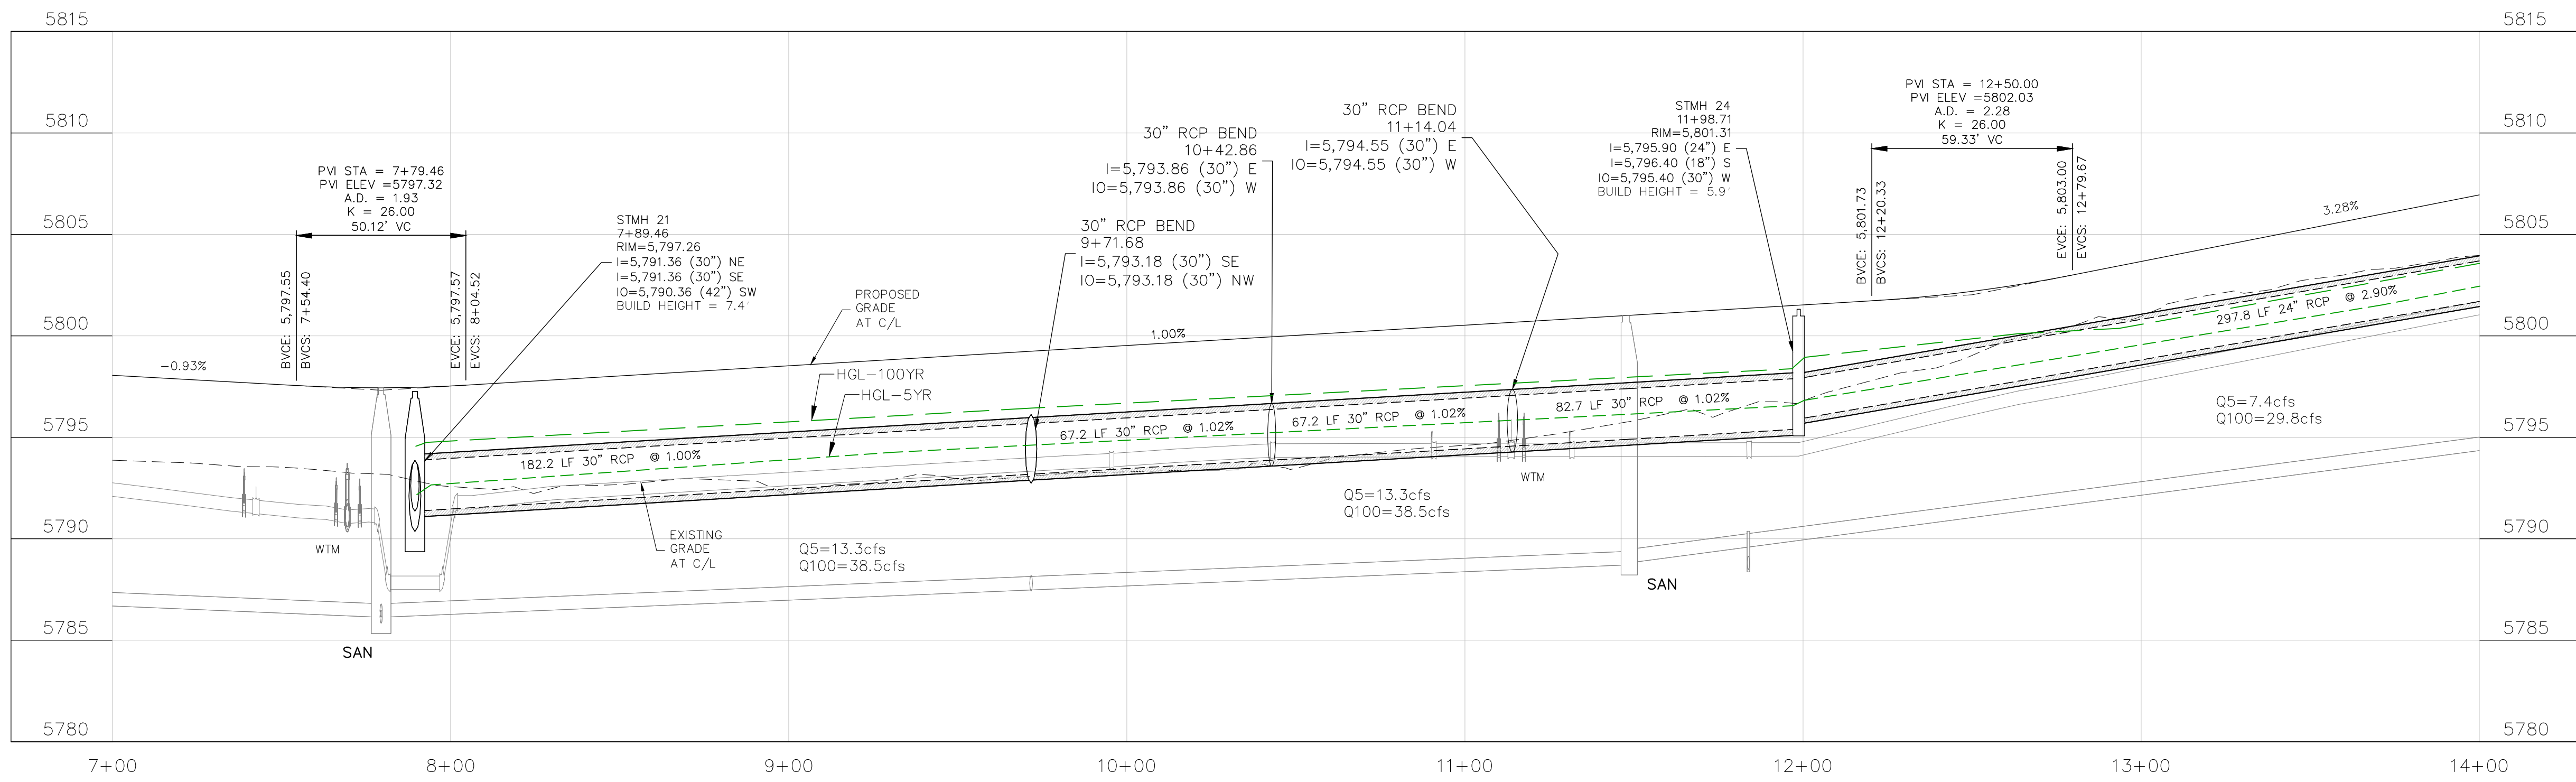 5815
5815
5810
5810
5805
5805
5800
5800
5795
5795
5790
5790
5785
5785
5780
5780
7+00
8+00
9+00
10+00
11+00
12+00
13+00
14+00
PVI STA = 7+79.46
PVI ELEV =5797.32
A.D. = 1.93
K = 26.00
50.12' VC
BVCE: 5,797.55
BVCS: 7+54.40
EVCE: 5,797.57
EVCS: 8+04.52
-0.93%
STMH 21
7+89.46
RIM=5,797.26
I=5,791.36 (30") NE
I=5,791.36 (30") SE
IO=5,790.36 (42") SW
BUILD HEIGHT = 7.4'
PROPOSED
GRADE
AT C/L
HGL-100YR
HGL-5YR
30" RCP BEND
9+71.68
I=5,793.18 (30") SE
IO=5,793.18 (30") NW
30" RCP BEND
10+42.86
I=5,793.86 (30") E
IO=5,793.86 (30") W
30" RCP BEND
11+14.04
I=5,794.55 (30") E
IO=5,794.55 (30") W
STMH 24
11+98.71
RIM=5,801.31
I=5,795.90 (24") E
I=5,796.40 (18") S
IO=5,795.40 (30") W
BUILD HEIGHT = 5.9'
PVI STA = 12+50.00
PVI ELEV =5802.03
A.D. = 2.28
K = 26.00
59.33' VC
BVCE: 5,801.73
BVCS: 12+20.33
EVCE: 5,803.00
EVCS: 12+79.67
3.28%
1.00%
182.2 LF 30" RCP @ 1.00%
67.2 LF 30" RCP @ 1.02%
67.2 LF 30" RCP @ 1.02%
82.7 LF 30" RCP @ 1.02%
297.8 LF 24" RCP @ 2.90%
WTM
WTM
EXISTING
GRADE
AT C/L
Q5=13.3cfs
Q100=38.5cfs
Q5=13.3cfs
Q100=38.5cfs
Q5=7.4cfs
Q100=29.8cfs
SAN
SAN